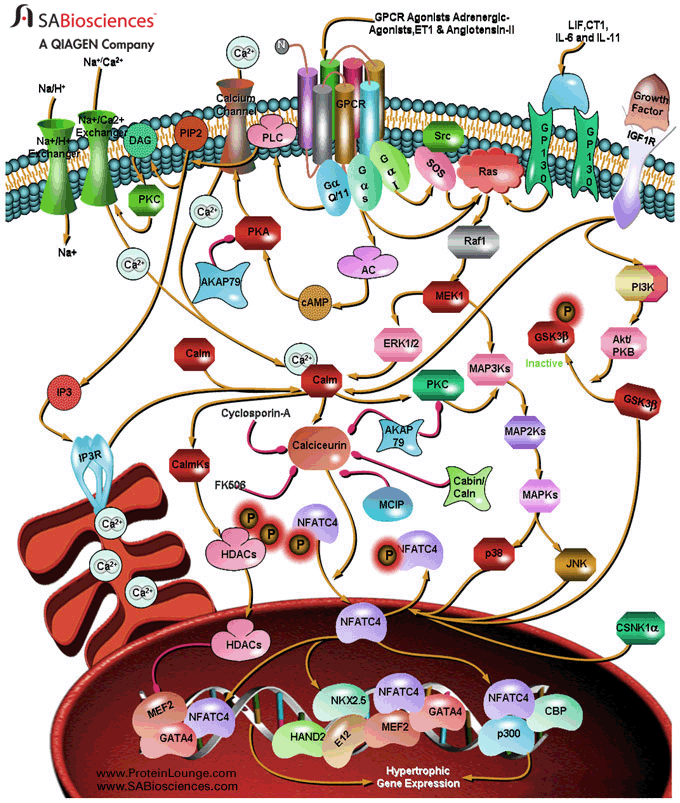 SABiosciences
A QIAGEN Company
GPCR Agonists Adrenergic-
Agonists,ET1 & Angiotensin-II
LIF,CT1,
IL-6 and IL-11
Na+/Ca2+
Na/H+
Ca2+
N
Calcium
Channel
GPCR
Growth
Factor
Na+/H+
Exchanger
Na+/Ca2+
Exchanger
DAG
PIP2
PLC
Src
GP130
GP130
IGF1R
PKC
Ca2+
Gα
Q/11
Gα
s
Gα
I
SOS
Ras
Na+
Ca2+
PKA
AKAP79
AC
cAMP
Raf1
MEK1
PI3K
P
GSK3β
Inactive
Akt/
PKB
ERK1/2
MAP3Ks
Calm
Ca2+
Calm
PKC
GSK3β
IP3
Cyclosporin-A
AKAP
79
MAP2Ks
IP3R
CalmKs
Calciceurin
FK506
MCIP
Cabin/
Caln
MAPKs
Ca2+
Ca2+
Ca2+
P
P
P
HDACs
NFATC4
P
NFATC4
p38
JNK
HDACs
NFATC4
CSNK1α
MEF2
NFATC4
GATA4
NKX2.5
NFATC4
GATA4
HAND2
E12
MEF2
NFATC4
CBP
p300
Hypertrophic
Gene Expression
www.ProteinLounge.com
www.SABiosciences.com